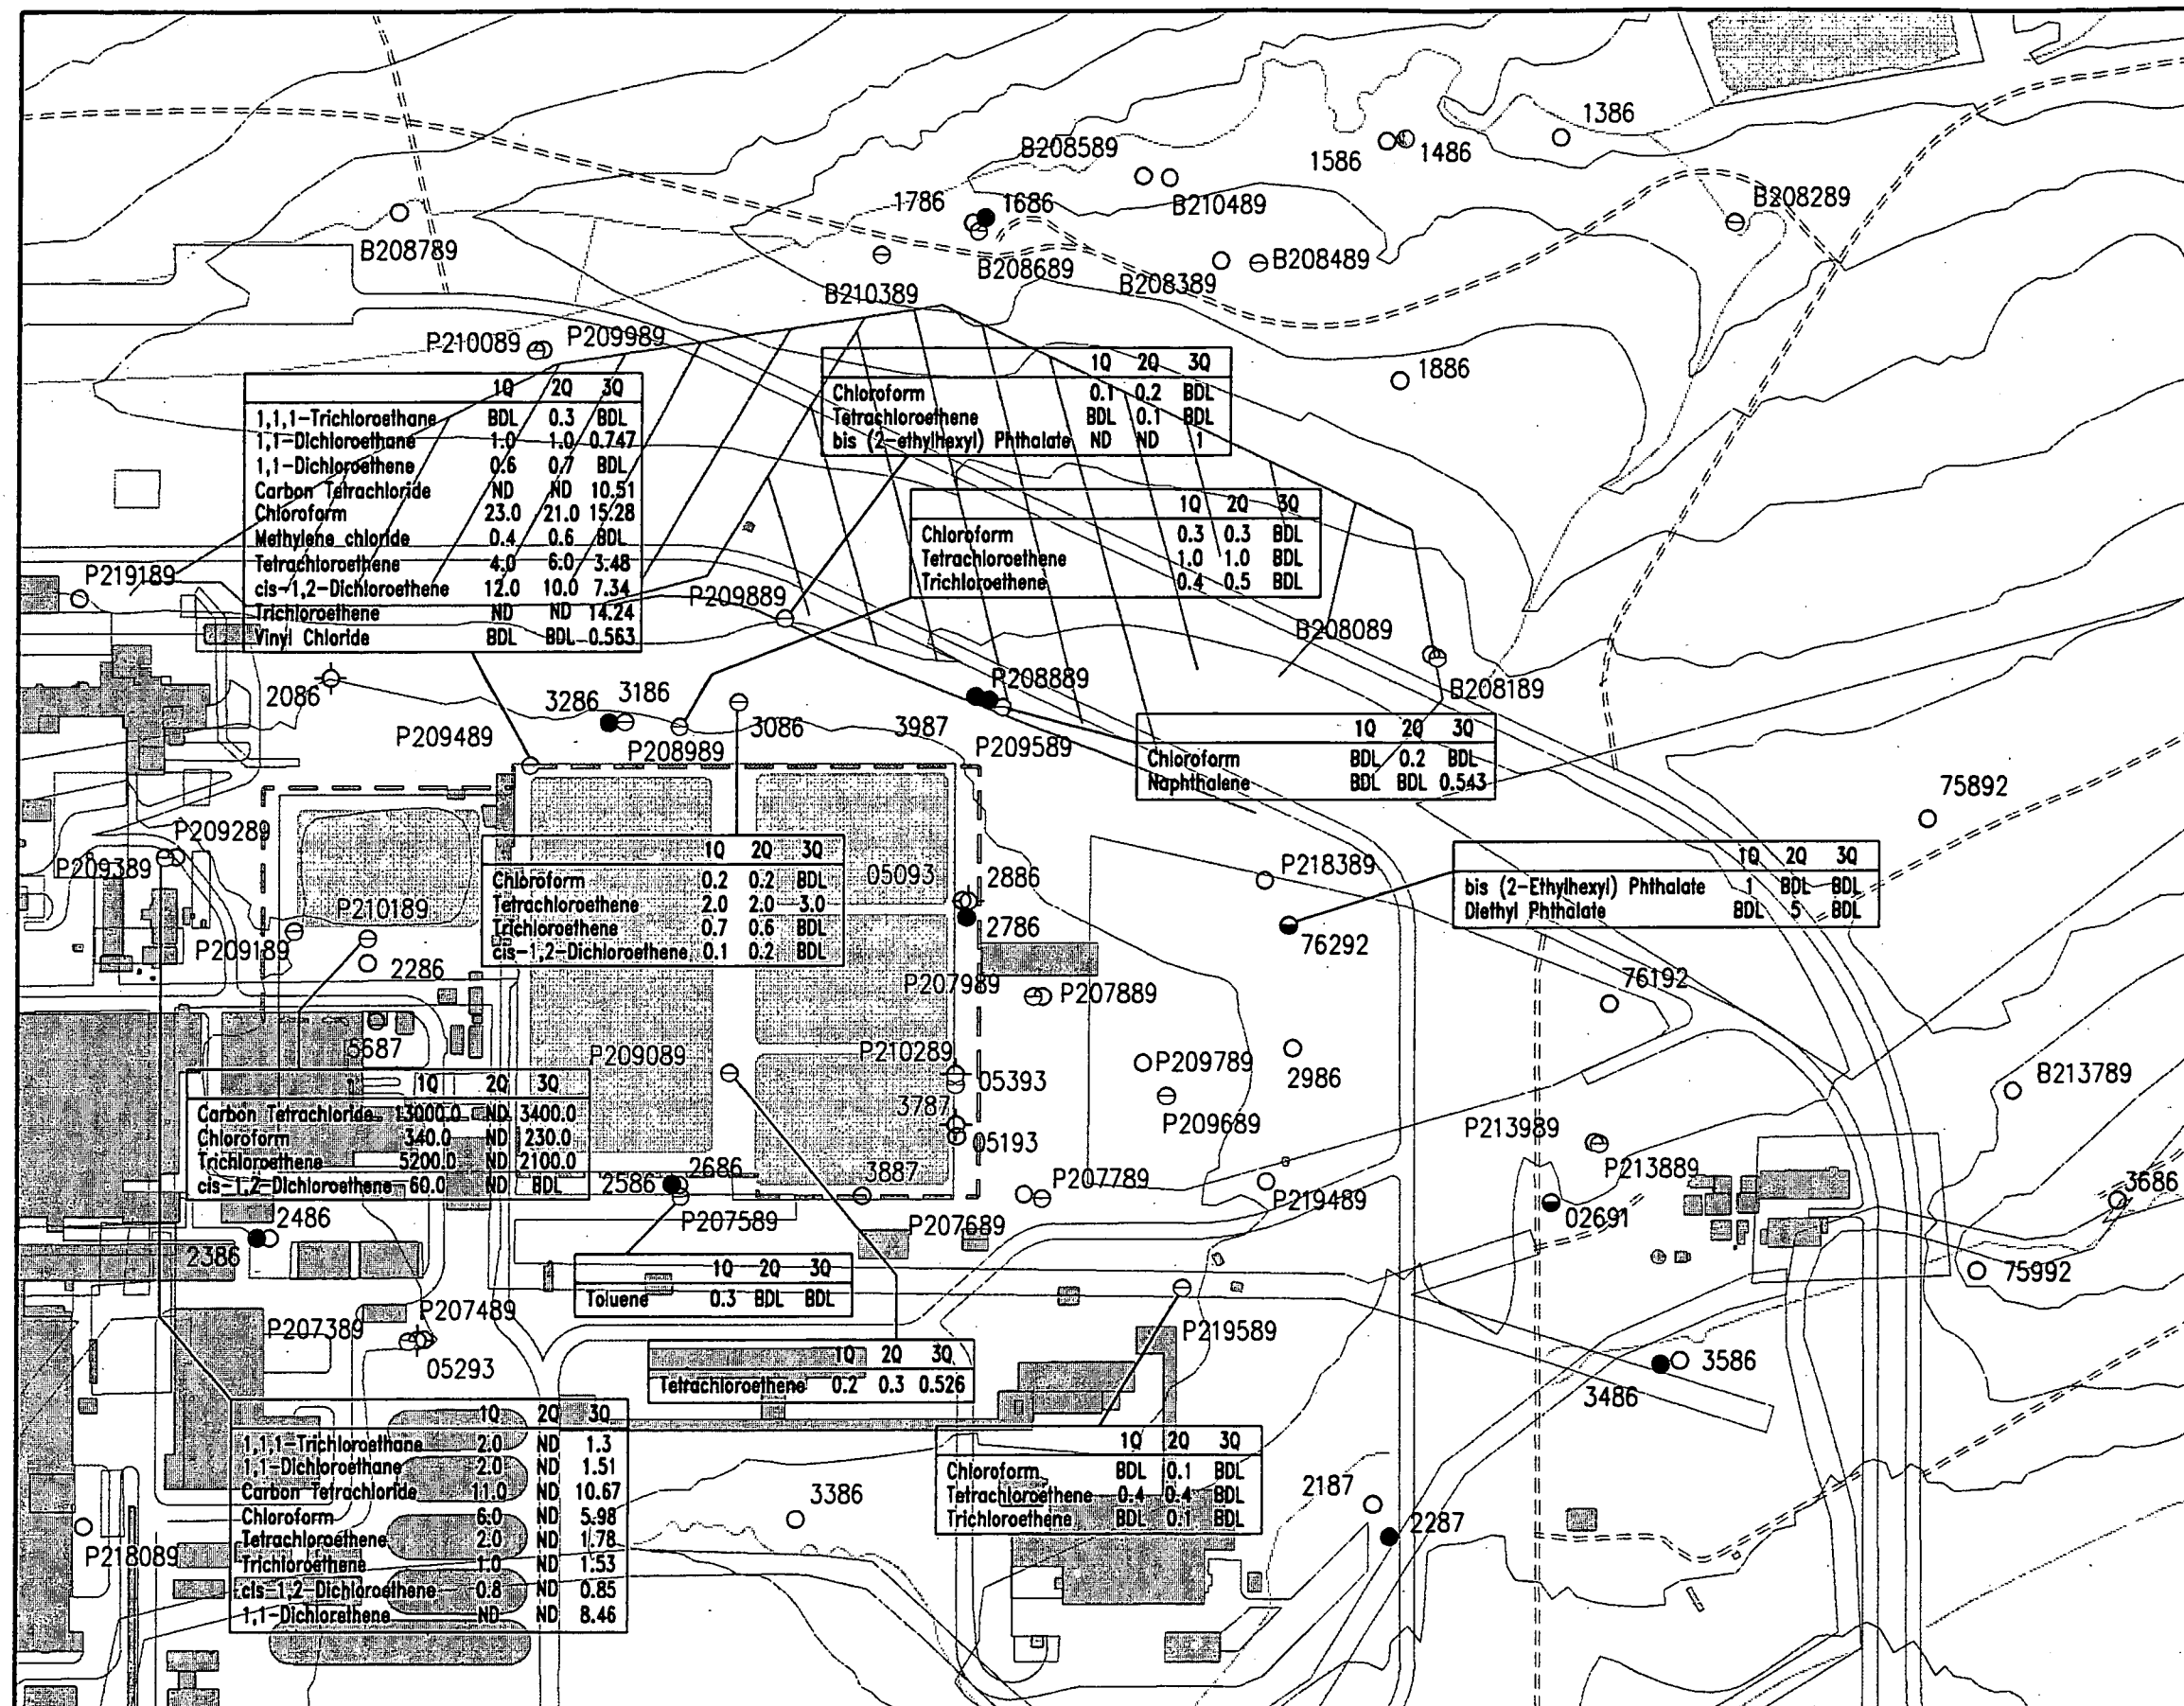 1386
B208589
1586
1486
1786
1686
B210489
B208289
B208789
B208689
B208489
B208389
B210389
P210089
P209989
1886
1Q 2Q 3Q
1,1,1-Trichloroethane BDL 0.3 BDL
1,1-Dichloroethane 1.0 1.0 0.747
1,1-Dichloroethene 0.6 0.7 BDL
Carbon Tetrachloride ND ND 10.51
Chloroform 23.0 21.0 15.28
Methylene chloride 0.4 0.6 BDL
Tetrachloroethene 4.0 6.0 3.48
cis-1,2-Dichloroethene 12.0 10.0 7.34
Trichloroethene ND ND 14.24
Vinyl Chloride BDL BDL 0.563
1Q 2Q 3Q
Chloroform 0.1 0.2 BDL
Tetrachloroethene BDL 0.1 BDL
bis (2-ethylhexyl) Phthalate ND ND 1
1Q 2Q 3Q
Chloroform 0.3 0.3 BDL
Tetrachloroethene 1.0 1.0 BDL
Trichloroethene 0.4 0.5 BDL
P219189
P209889
B208089
2086
3286
3186
P208889
B208189
P209489
P208989
3086
3987
P209589
1Q 2Q 3Q
Chloroform BDL 0.2 BDL
Naphthalene BDL BDL 0.543
75892
P209289
P209389
1Q 2Q 3Q
Chloroform 0.2 0.2 BDL
Tetrachloroethene 2.0 2.0 3.0
Trichloroethene 0.7 0.6 BDL
cis-1,2-Dichloroethene 0.1 0.2 BDL
05093
2886
2786
P218389
1Q 2Q 3Q
bis (2-Ethylhexyl) Phthalate 1 BDL BDL
Diethyl Phthalate BDL 5 BDL
P210189
P209189
2286
76292
76192
P207989
P207889
5687
P209089
P210289
05393
P209789
2986
B213789
1Q 2Q 3Q
Carbon Tetrachloride 13000.0 ND 3400.0
Chloroform 340.0 ND 230.0
Trichloroethene 5200.0 ND 2100.0
cis-1,2-Dichloroethene 60.0 ND BDL
3787
05193
P209689
P213989
P213889
2586
2686
3887
P207789
P219489
3686
P207589
P207689
02691
2486
2386
75992
1Q 2Q 3Q
Toluene 0.3 BDL BDL
P207489
P207389
05293
P219589
1Q 2Q 3Q
Tetrachloroethene 0.2 0.3 0.526
3586
3486
1Q 2Q 3Q
1,1,1-Trichloroethane 2.0 ND 1.3
1,1-Dichloroethane 2.0 ND 1.51
Carbon Tetrachloride 11.0 ND 10.67
Chloroform 6.0 ND 5.98
Tetrachloroethene 2.0 ND 1.78
Trichloroethene 1.0 ND 1.53
cis-1,2-Dichloroethene 0.8 ND 0.85
1,1-Dichlorethene ND ND 8.46
1Q 2Q 3Q
Chloroform BDL 0.1 BDL
Tetrachloroethene 0.4 0.4 BDL
Trichloroethene BDL 0.1 BDL
3386
2187
2287
P218089